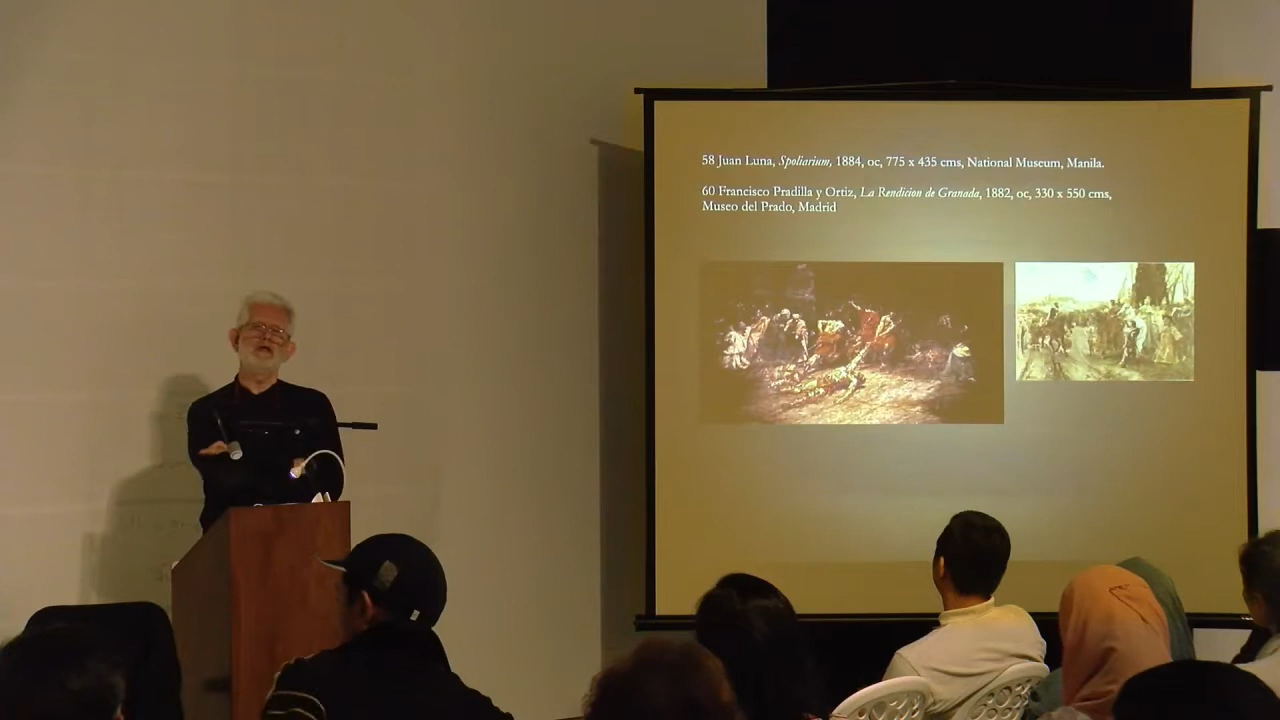 58 Juan Luna, Spoliarium, 1884, oc, 775 x 435 cms, National Museum, Manila.
60 Francisco Pradilla y Ortiz, La Rendicion de Granada, 1882, oc, 330 x 550 cms,
Museo del Prado, Madrid